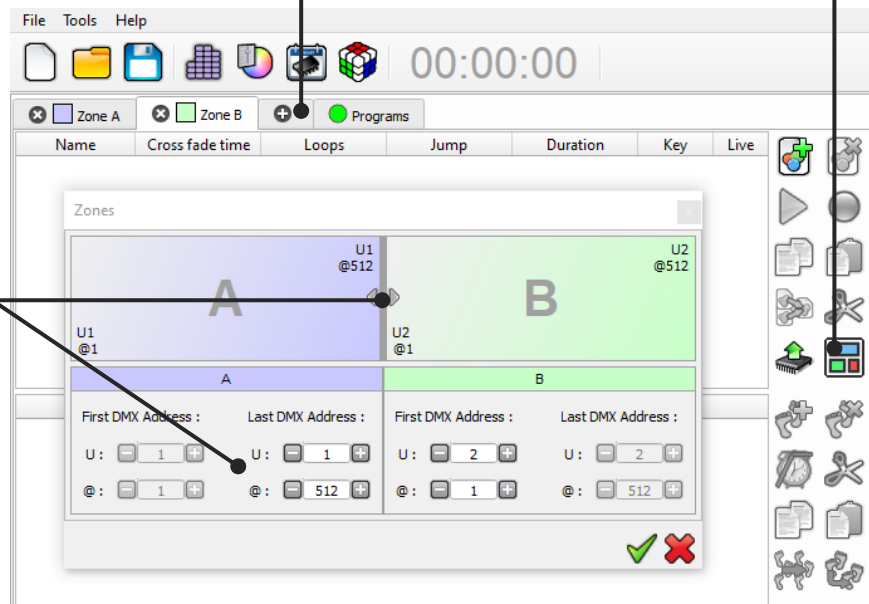 File Tools Help
00:00:00
Zone A Zone B Programs
Name Cross fade time Loops Jump Duration Key Live
Zones
U1 U2
@512 @512
A B
U1 U2
@1 @1
A B
First DMX Address : Last DMX Address : First DMX Address : Last DMX Address :
U : 1 U : 1 U : 2 U : 2
@ : 1 @ : 512 @ : 1 @ : 512